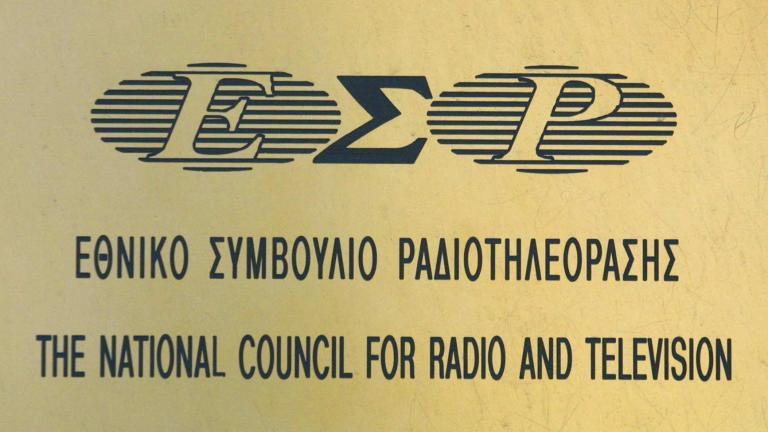 ΕΣΡ
ΕΘΝΙΚΟ ΣΥΜΒΟΥΛΙΟ ΡΑΔΙΟΤΗΛΕΟΡΑΣΗΣ
THE NATIONAL COUNCIL FOR RADIO AND TELEVISION